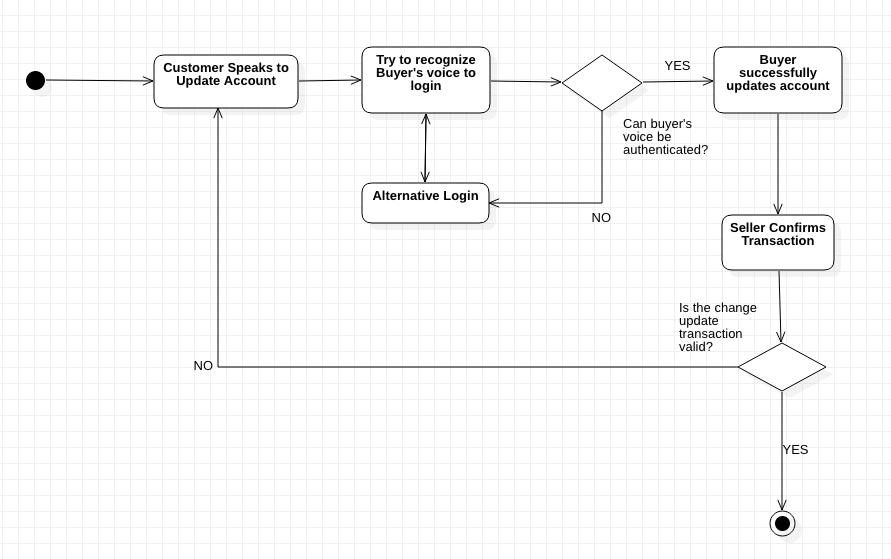 Customer Speaks to
Update Account
Try to recognize
Buyer's voice to
login
YES
Buyer
successfully
updates account
Can buyer's
voice be
authenticated?
Alternative Login
NO
Seller Confirms
Transaction
Is the change
update
transaction
valid?
NO
YES